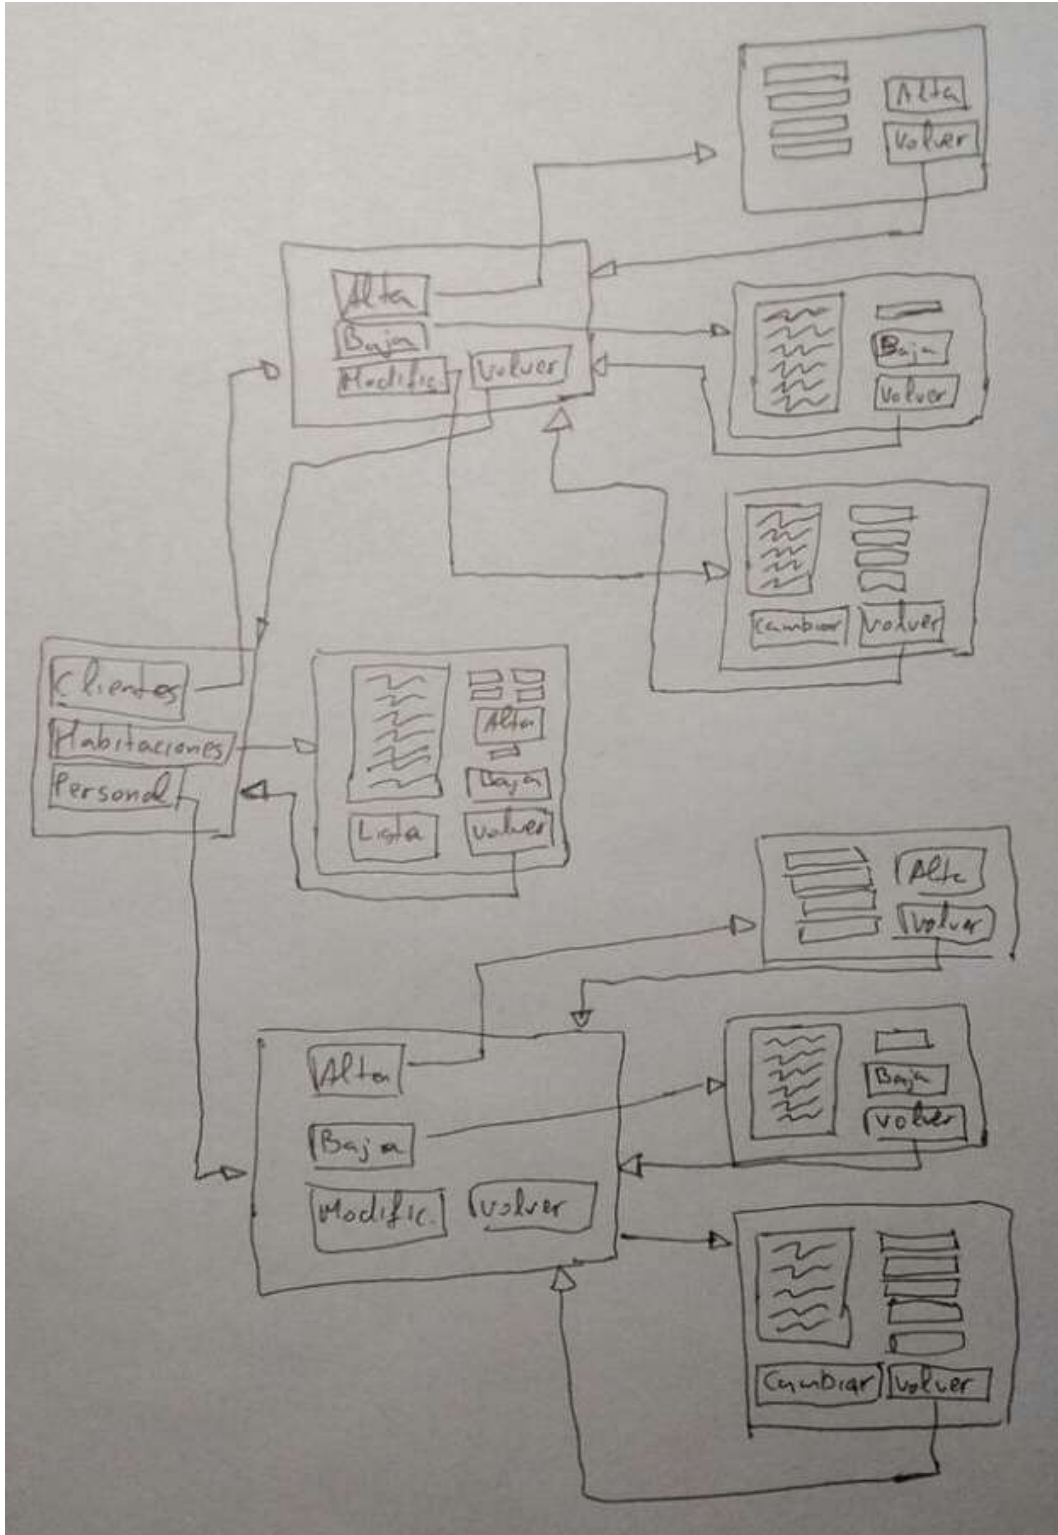 Alta
Volver
Alta
Baja
Modific.
Volver
Baja
Volver
Cambiar
Volver
Clientes
Habitaciones
Personal
Alta
Baja
Lista
Volver
Alta
Volver
Alta
Baja
Modific.
Volver
Baja
Volver
Cambiar
Volver